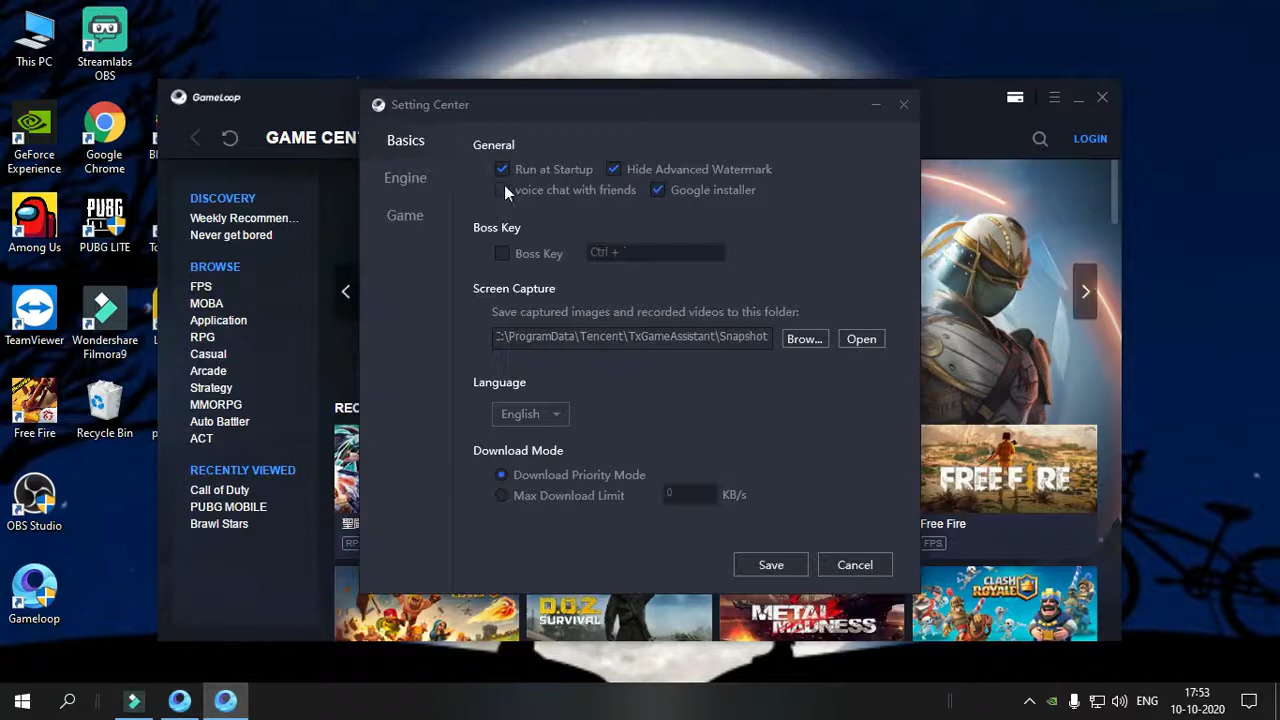 This PC
Streamlabs
OBS
GeForce
Experience
Google
Chrome
Among Us
PUBG
LITE
PUBG LITE
TeamViewer
Wondershare
Filmora9
Free Fire
Recycle Bin
OBS Studio
Gameloop
GameLoop
GAME CEN
LOGIN
DISCOVERY
Weekly Recommen...
Never get bored
BROWSE
FPS
MOBA
Application
RPG
Casual
Arcade
Strategy
MMORPG
Auto Battler
ACT
RECENTLY VIEWED
Call of Duty
PUBG MOBILE
Brawl Stars
Setting Center
Basics
Engine
Game
General
Run at Startup Hide Advanced Watermark
voice chat with friends Google installer
Boss Key
Boss Key Ctrl + `
Screen Capture
Save captured images and recorded videos to this folder:
:\ProgramData\Tencent\TxGameAssistant\Snapshot Brow... Open
Language
English
Download Mode
Download Priority Mode
Max Download Limit 0 KB/s
Save Cancel
REC
FREE FIRE
Free Fire
FPS
RP
D.O.Z
SURVIVAL
METAL
MADNESS
CLASH
ROYALE
ENG
17:53
10-10-2020